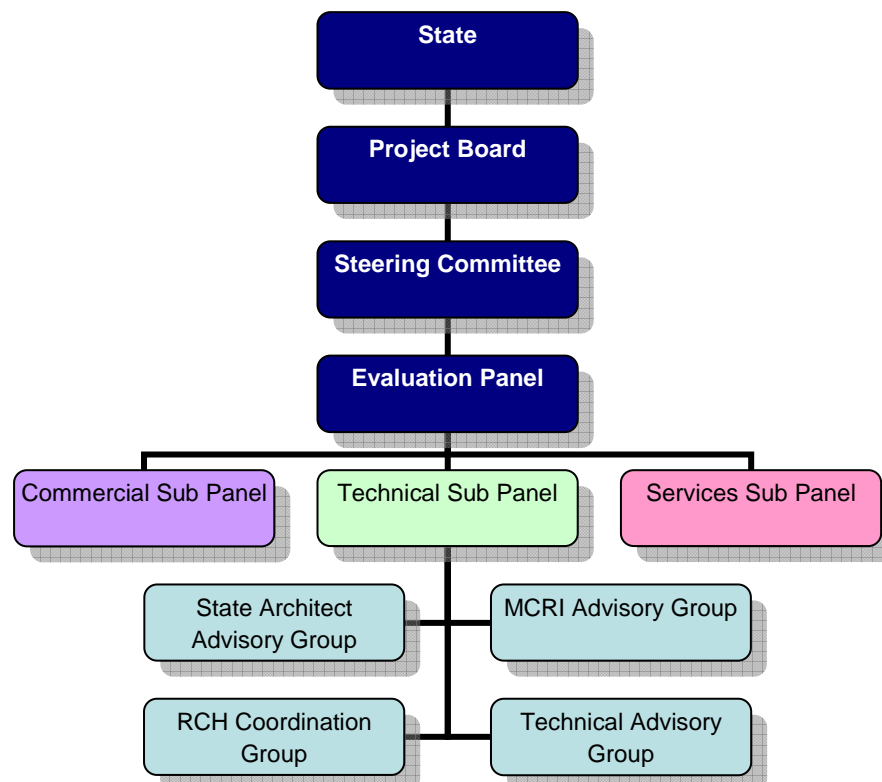 State
Project Board
Steering Committee
Evaluation Panel
Commercial Sub Panel
Technical Sub Panel
Services Sub Panel
State Architect
Advisory Group
MCRI Advisory Group
RCH Coordination
Group
Technical Advisory
Group